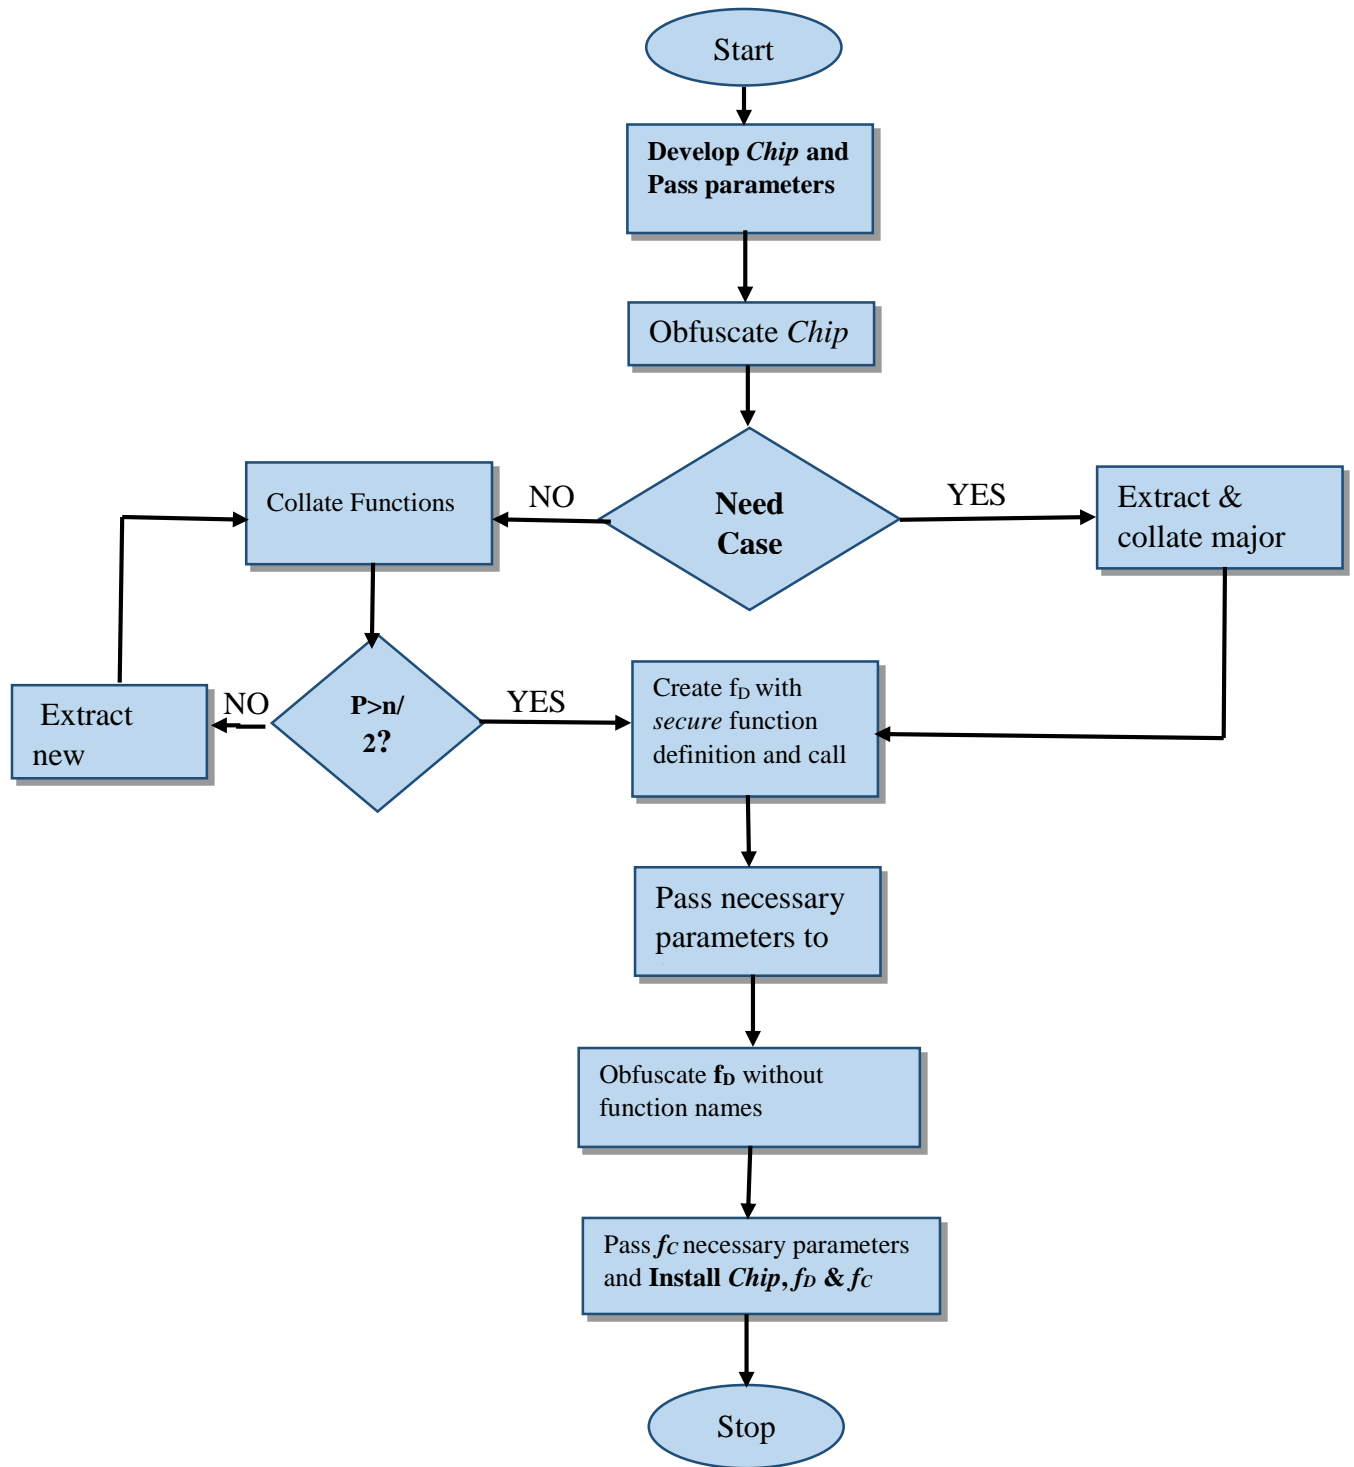 Start
Develop Chip and
Pass parameters
Obfuscate Chip
Need
Case
NO
YES
Collate Functions
Extract &
collate major
P>n/
2?
NO
YES
Extract
new
Create fD with
secure function
definition and call
Pass necessary
parameters to
Obfuscate fD without
function names
Pass fC necessary parameters
and Install Chip, fD & fC
Stop